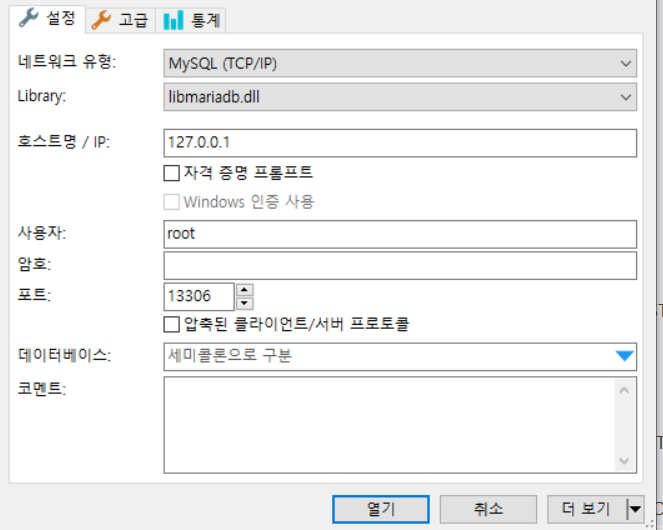 설정 고급 통계
네트워크 유형: MySQL (TCP/IP)
Library: libmariadb.dll
호스트명 / IP: 127.0.0.1
자격 증명 프롬프트
Windows 인증 사용
사용자: root
암호:
포트: 13306
압축된 클라이언트/서버 프로토콜
데이터베이스: 세미콜론으로 구분
코멘트:
열기 취소 더 보기